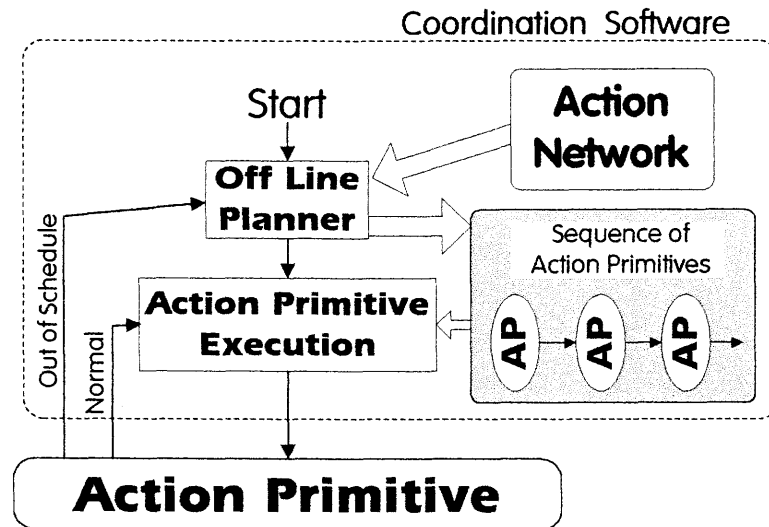 Coordination Software
Start
Action
Network
Off Line
Planner
Sequence of
Action Primitives
Action Primitive
Execution
AP
AP
AP
Out of Schedule
Normal
Action Primitive